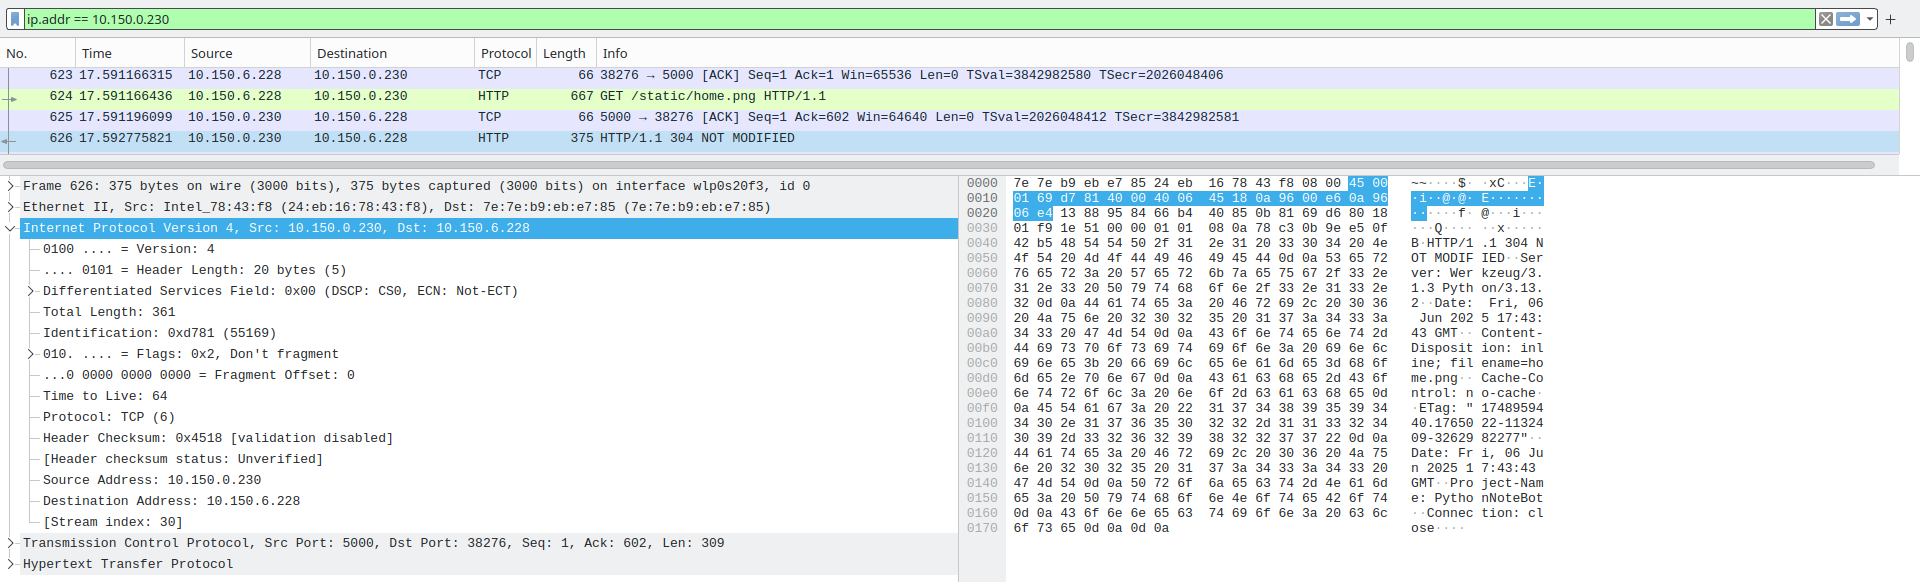 ip.addr == 10.150.0.230
No. Time Source Destination Protocol Length Info
623 17.591166315 10.150.6.228 10.150.0.230 TCP 66 38276 → 5000 [ACK] Seq=1 Ack=1 Win=65536 Len=0 TSval=3842982580 TSecr=2026048406
624 17.591166436 10.150.6.228 10.150.0.230 HTTP 667 GET /static/home.png HTTP/1.1
625 17.591196099 10.150.0.230 10.150.6.228 TCP 66 5000 → 38276 [ACK] Seq=1 Ack=602 Win=64640 Len=0 TSval=2026048412 TSecr=3842982581
626 17.592775821 10.150.0.230 10.150.6.228 HTTP 375 HTTP/1.1 304 NOT MODIFIED
Frame 626: 375 bytes on wire (3000 bits), 375 bytes captured (3000 bits) on interface wlp0s20f3, id 0
Ethernet II, Src: Intel_78:43:f8 (24:eb:16:78:43:f8), Dst: 7e:7e:b9:eb:e7:85 (7e:7e:b9:eb:e7:85)
Internet Protocol Version 4, Src: 10.150.0.230, Dst: 10.150.6.228
0100 .... = Version: 4
.... 0101 = Header Length: 20 bytes (5)
Differentiated Services Field: 0x00 (DSCP: CS0, ECN: Not-ECT)
Total Length: 361
Identification: 0xd781 (55169)
010. .... = Flags: 0x2, Don't fragment
...0 0000 0000 0000 = Fragment Offset: 0
Time to Live: 64
Protocol: TCP (6)
Header Checksum: 0x4518 [validation disabled]
[Header checksum status: Unverified]
Source Address: 10.150.0.230
Destination Address: 10.150.6.228
[Stream index: 30]
Transmission Control Protocol, Src Port: 5000, Dst Port: 38276, Seq: 1, Ack: 602, Len: 309
Hypertext Transfer Protocol
0000 7e 7e b9 eb e7 85 24 eb 16 78 43 f8 08 00 45 00 ~~····$· ·xC···E·
0010 01 69 d7 81 40 00 40 06 45 18 0a 96 00 e6 0a 96 ·i··@·@· E·······
0020 06 e4 13 88 95 84 66 b4 40 85 0b 81 69 d6 80 18 ······f· @···i···
0030 01 f9 1e 51 00 00 01 01 08 0a 78 c3 0b 9e e5 0f ···Q···· ··x·····
0040 42 b5 48 54 54 50 2f 31 2e 31 20 33 30 34 20 4e B·HTTP/1 .1 304 N
0050 4f 54 20 4d 4f 44 49 46 49 45 44 0d 0a 53 65 72 OT MODIF IED··Ser
0060 76 65 72 3a 20 57 65 72 6b 7a 65 75 67 2f 33 2e ver: Wer kzeug/3.
0070 31 2e 33 20 50 79 74 68 6f 6e 2f 33 2e 31 33 2e 1.3 Pyth on/3.13.
0080 32 0d 0a 44 61 74 65 3a 20 46 72 69 2c 20 30 36 2··Date: Fri, 06
0090 20 4a 75 6e 20 32 30 32 35 20 31 37 3a 34 33 3a Jun 202 5 17:43:
00a0 34 33 20 47 4d 54 0d 0a 43 6f 6e 74 65 6e 74 2d 43 GMT·· Content-
00b0 44 69 73 70 6f 73 69 74 69 6f 6e 3a 20 69 6e 6c Disposit ion: inl
00c0 69 6e 65 3b 20 66 69 6c 65 6e 61 6d 65 3d 68 6f ine; fil ename=ho
00d0 6d 65 2e 70 6e 67 0d 0a 43 61 63 68 65 2d 43 6f me.png·· Cache-Co
00e0 6e 74 72 6f 6c 3a 20 6e 6f 2d 63 61 63 68 65 0d ntrol: n o-cache·
00f0 0a 45 54 61 67 3a 20 22 31 37 34 38 39 35 39 34 ·ETag: " 17489594
0100 34 30 2e 31 37 36 35 30 32 32 2d 31 31 33 32 34 40.17650 22-11324
0110 30 39 2d 33 32 36 32 39 38 32 32 37 37 22 0d 0a 09-32629 82277"··
0120 44 61 74 65 3a 20 46 72 69 2c 20 30 36 20 4a 75 Date: Fr i, 06 Ju
0130 6e 20 32 30 32 35 20 31 37 3a 34 33 3a 34 33 20 n 2025 1 7:43:43
0140 47 4d 54 0d 0a 50 72 6f 6a 65 63 74 2d 4e 61 6d GMT··Pro ject-Nam
0150 65 3a 20 50 79 74 68 6f 6e 4e 6f 74 65 42 6f 74 e: Pytho nNoteBot
0160 0d 0a 43 6f 6e 6e 65 63 74 69 6f 6e 3a 20 63 6c ··Connec tion: cl
0170 6f 73 65 0d 0a 0d 0a ose····